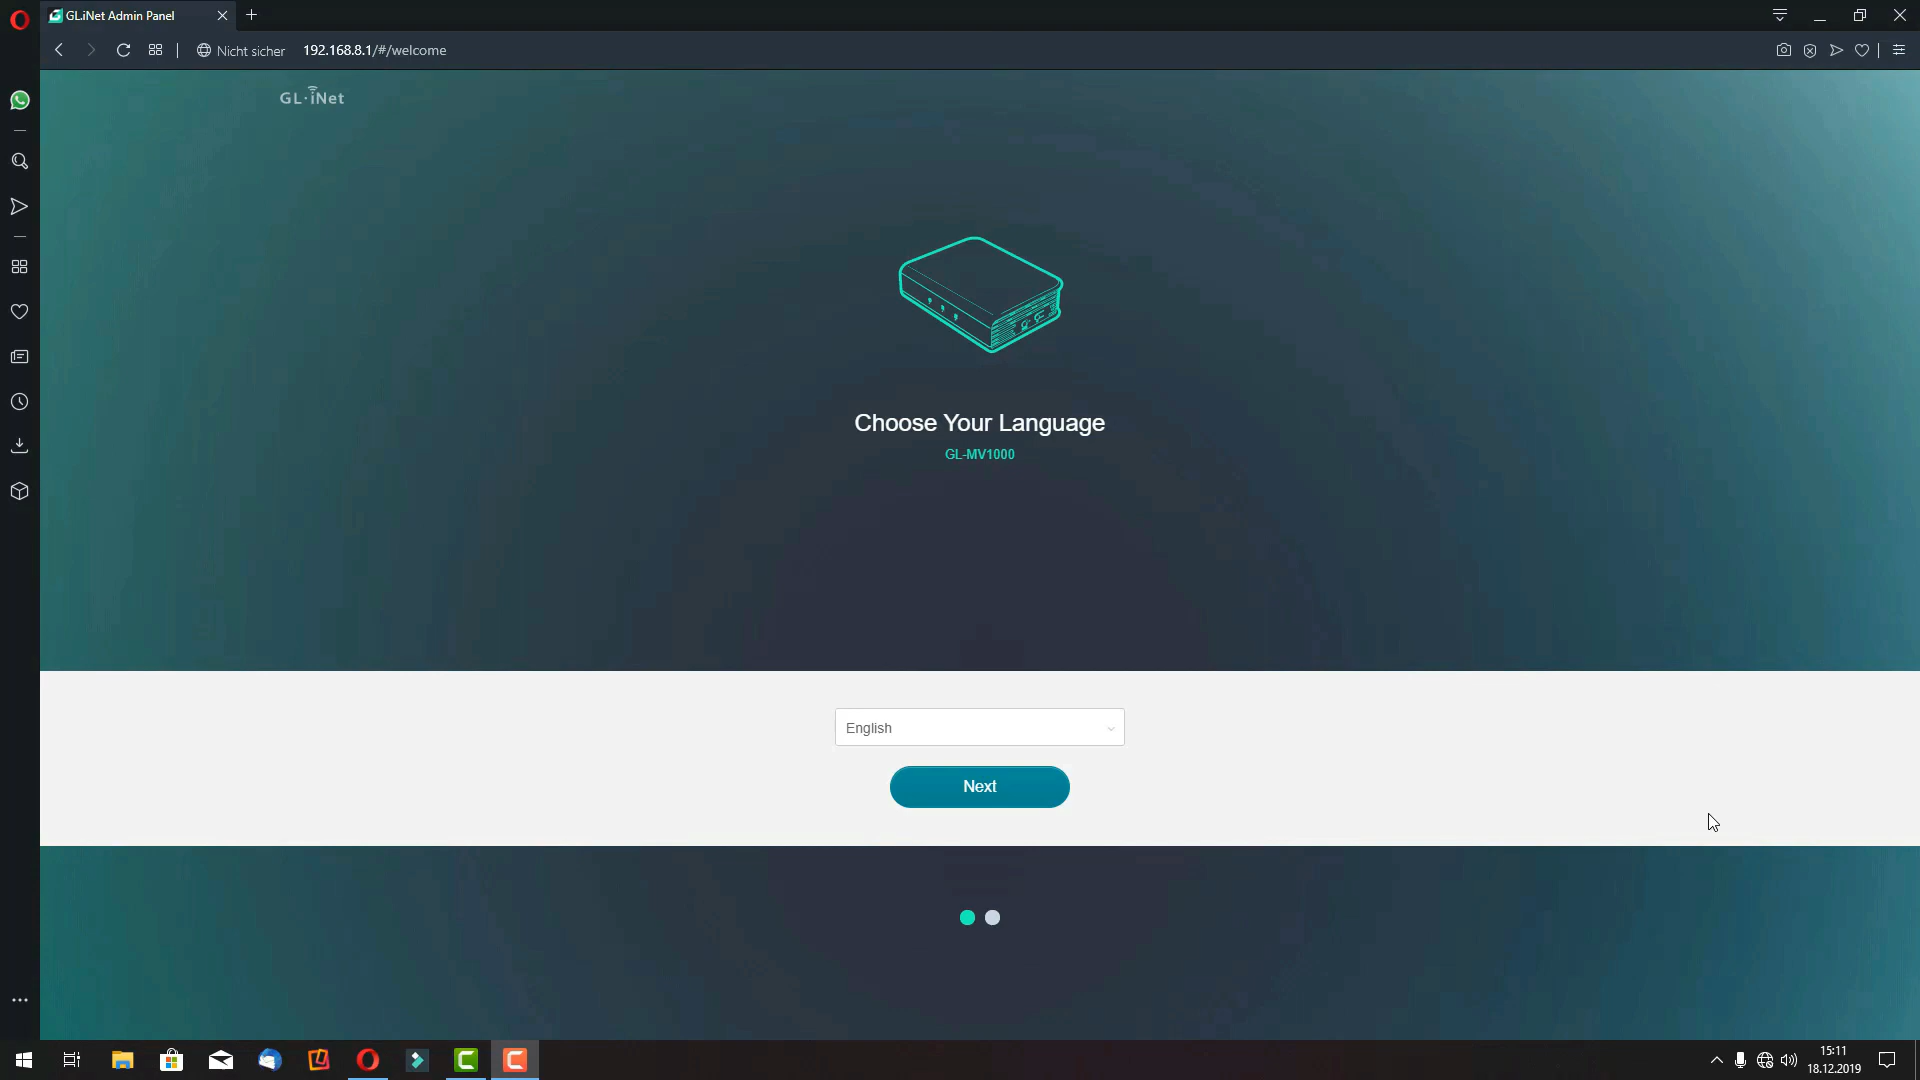 GL.iNet Admin Panel
Nicht sicher 192.168.8.1/#/welcome
GL·iNet
Choose Your Language
GL-MV1000
English
Next
15:11
18.12.2019